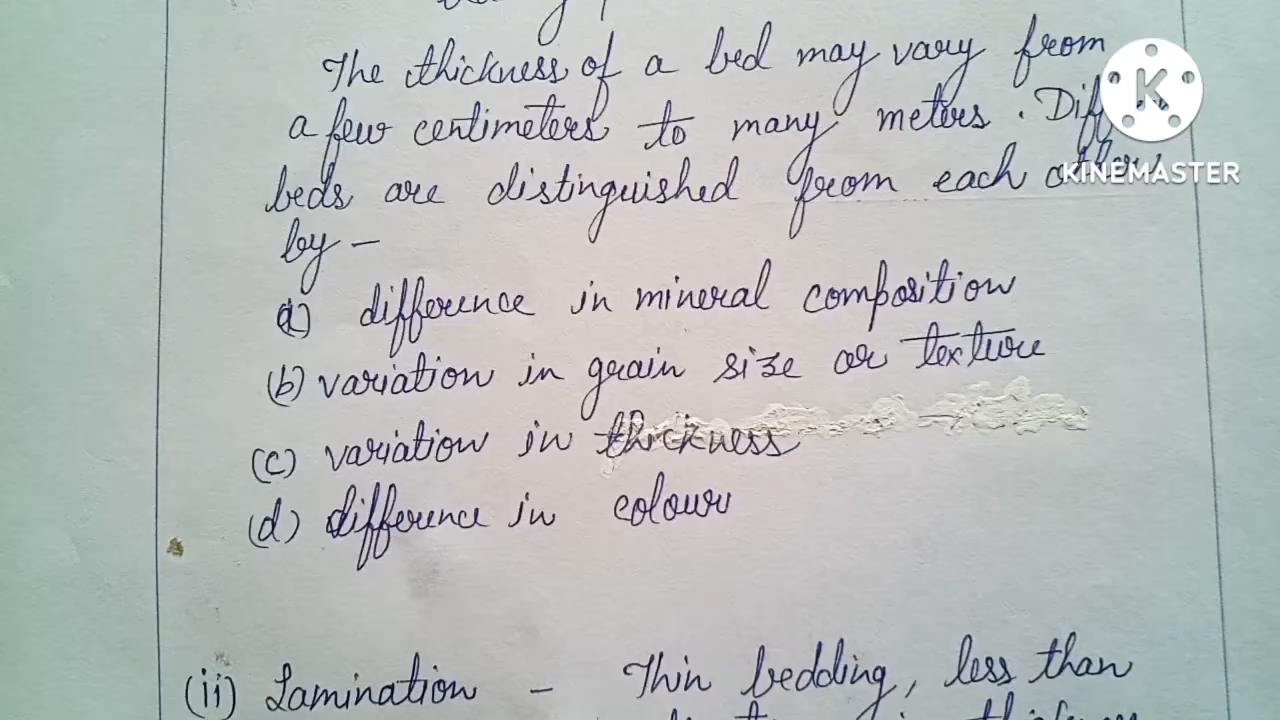 The thickness of a bed may vary from
a few centimeters to many meters. Diff
beds are distinguished from each others
by -
a) difference in mineral composition
(b) variation in grain size or texture
(c) variation in thickness
(d) difference in colour
(ii) Lamination - Thin bedding, less than
thickness
K
KINEMASTER